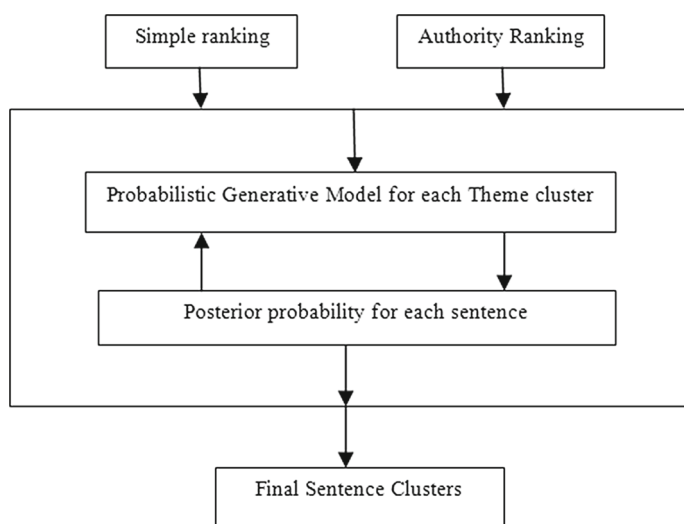 Simple ranking
Authority Ranking
Probabilistic Generative Model for each Theme cluster
Posterior probability for each sentence
Final Sentence Clusters